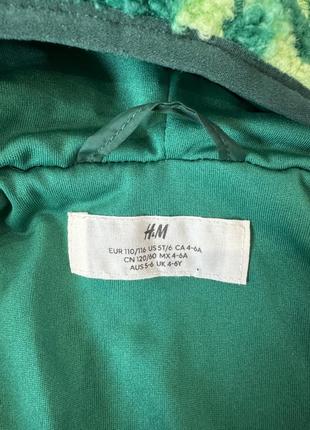 H&M
EUR 110/116 US 5T/6 CA 4-6A
CN 120/60 MX 4-6A
AUS 5-6 UK 4-6Y